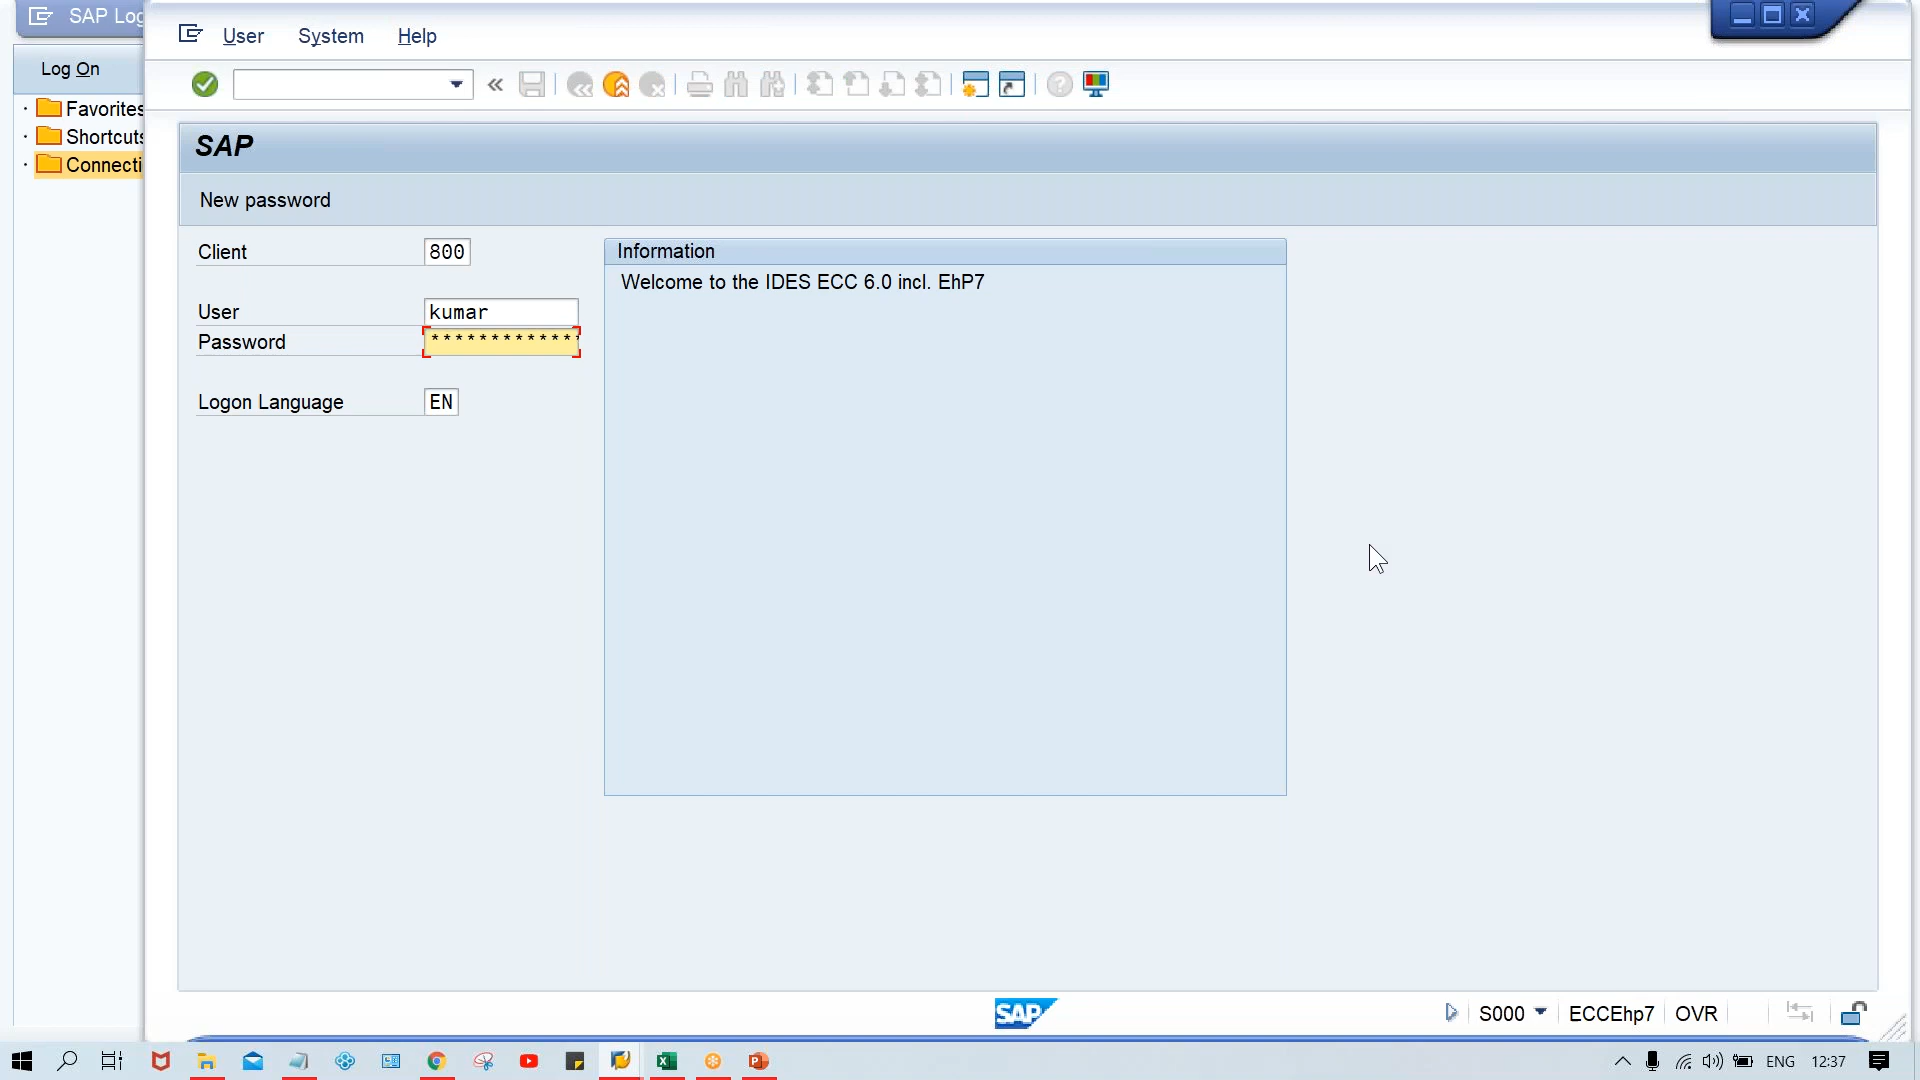 SAP Log
User System Help
Log On
Favorites
Shortcuts
Connecti
SAP
New password
Client 800
User kumar
Password *************
Logon Language EN
Information
Welcome to the IDES ECC 6.0 incl. EhP7
SAP
S000 ECCEhp7 OVR
ENG 12:37